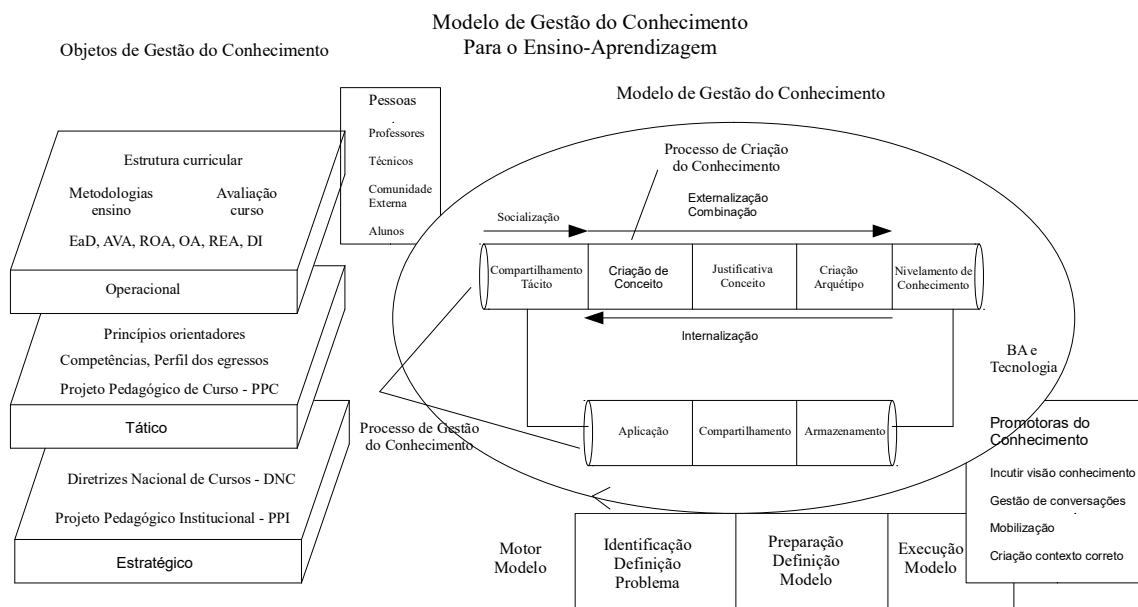 Modelo de Gestão do Conhecimento
Para o Ensino-Aprendizagem
Objetos de Gestão do Conhecimento
Estrutura curricular
Metodologias
ensino
Avaliação
curso
EaD, AVA, ROA, OA, REA, DI
Operacional
Princípios orientadores
Competências, Perfil dos egressos
Projeto Pedagógico de Curso - PPC
Tático
Diretrizes Nacional de Cursos - DNC
Projeto Pedagógico Institucional - PPI
Estratégico
Pessoas
.
Professores
Técnicos
Comunidade
Externa
Alunos
Modelo de Gestão do Conhecimento
Processo de Criação
do Conhecimento
Socialização
Externalização
Combinação
Compartilhamento
Tácito
Criação de
Conceito
Justificativa
Conceito
Criação
Arquétipo
Nivelamento de
Conhecimento
Internalização
BA e
Tecnologia
Processo de Gestão
do Conhecimento
Aplicação
Compartilhamento
Armazenamento
Promotoras do
Conhecimento
Incutir visão conhecimento
Gestão de conversações
Mobilização
Criação contexto correto
Motor
Modelo
Identificação
Definição
Problema
Preparação
Definição
Modelo
Execução
Modelo